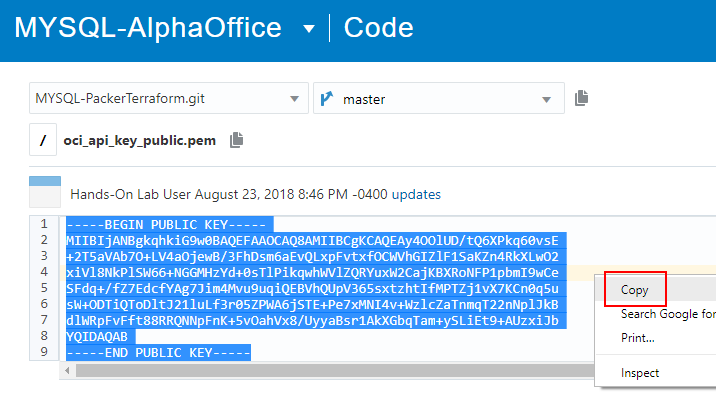 MYSQL-AlphaOffice Code
MYSQL-PackerTerraform.git master
/ oci_api_key_public.pem
Hands-On Lab User August 23, 2018 8:46 PM -0400 updates
1 -----BEGIN PUBLIC KEY-----
2 MIIBIjANBgkqhkiG9w0BAQEFAAOCAQ8AMIIBCgKCAQEAy4OOlUD/tQ6XPkq60vsE
3 +2T5aVAb7O+LV4aOjewB/3FhDsm6aEvQLxpFvtxfOCWVhGIZlF1SaKZn4RkXLwO2
4 xiVl8NkPlSW66+NGGMHzYd+0sTlPikqwhWVlZQRYuxW2CajKBXRoNFP1pbmI9wCe
5 SFdq+/fZ7EdcfYAg7Jim4Mvu9uqiQEBVhQUpV365sxtzhtIfMPTZj1vX7KCn0q5u
6 sW+ODTiQToDltJ21luLf3r05ZPWA6jSTE+Pe7xMNI4v+WzlcZaTnmqT22nNplJkB
7 dlWRpFvFft88RRQNNpFnK+5vOahVx8/UyyaBsr1AkXGbqTam+ySLiEt9+AUzxiJb
8 YQIDAQAB
9 -----END PUBLIC KEY-----
Copy
Search Google for
Print...
Inspect